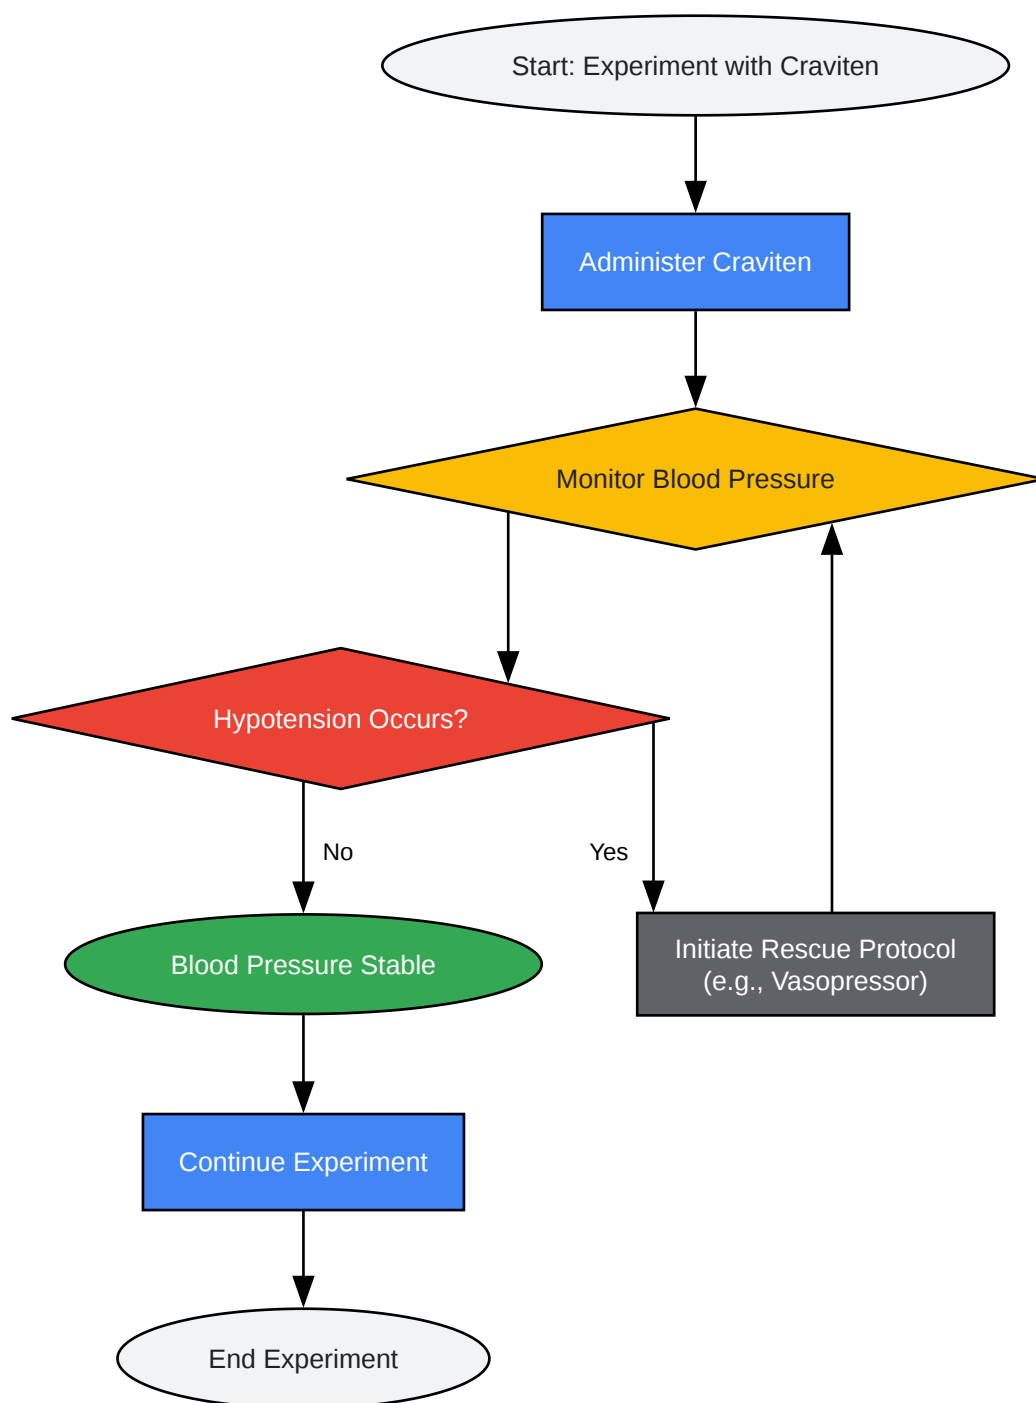 Start: Experiment with Craviten
Administer Craviten
Monitor Blood Pressure
Hypotension Occurs?
No
Yes
Blood Pressure Stable
Initiate Rescue Protocol
(e.g., Vasopressor)
Continue Experiment
End Experiment